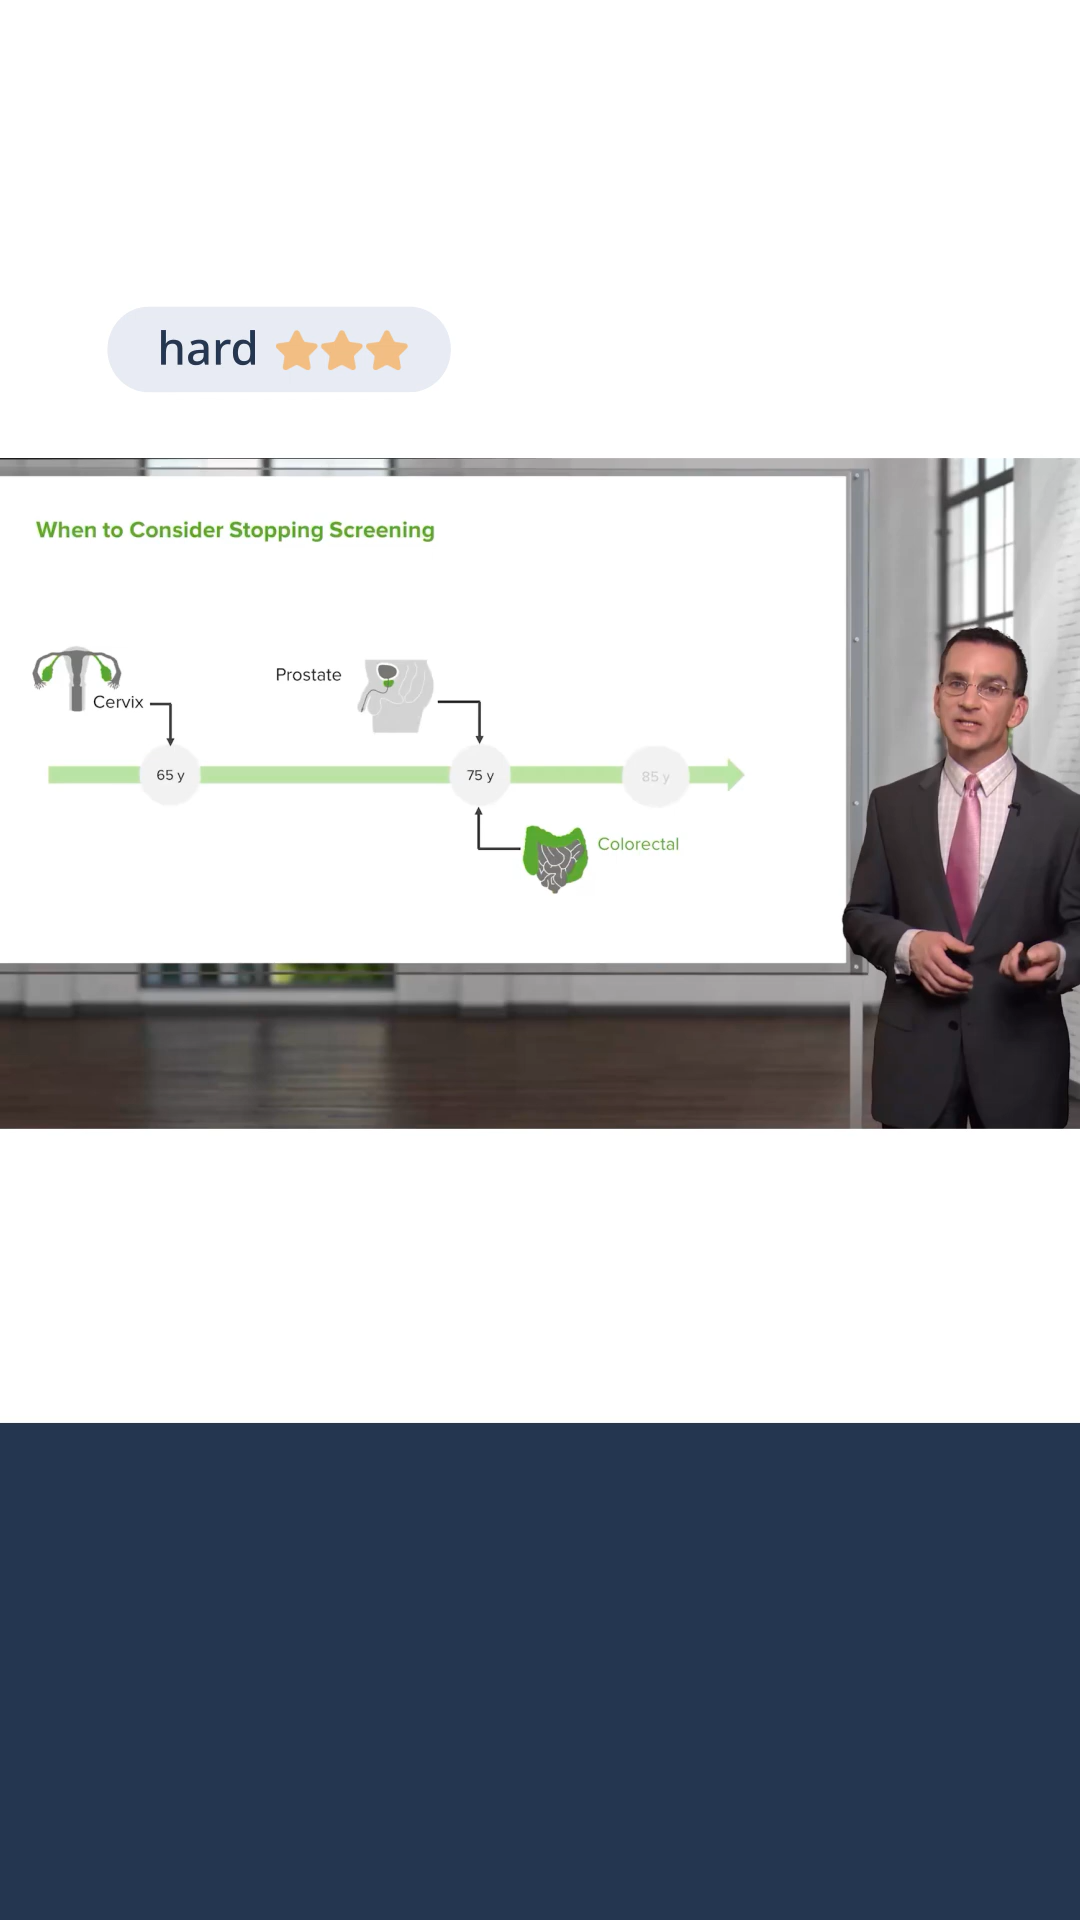 hard
When to Consider Stopping Screening
Prostate
Cervix
65 y
75 y
85 y
Colorectal